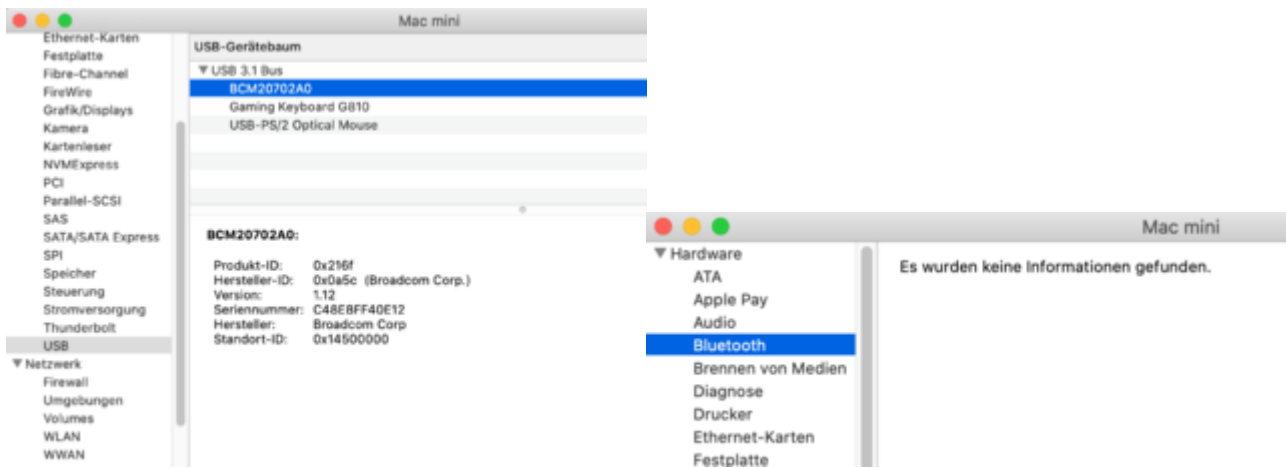 Mac mini
Ethernet-Karten
Festplatte
Fibre-Channel
FireWire
Grafik/Displays
Kamera
Kartenleser
NVMExpress
PCI
Parallel-SCSI
SAS
SATA/SATA Express
SPI
Speicher
Steuerung
Stromversorgung
Thunderbolt
USB
Netzwerk
Firewall
Umgebungen
Volumes
WLAN
WWAN
USB-Gerätebaum
USB 3.1 Bus
BCM20702A0
Gaming Keyboard G810
USB-PS/2 Optical Mouse
BCM20702A0:
Produkt-ID: 0x216f
Hersteller-ID: 0x0a5c (Broadcom Corp.)
Version: 1.12
Seriennummer: C48E8FF40E12
Hersteller: Broadcom Corp
Standort-ID: 0x14500000
Mac mini
Hardware
ATA
Apple Pay
Audio
Bluetooth
Brennen von Medien
Diagnose
Drucker
Ethernet-Karten
Festplatte
Es wurden keine Informationen gefunden.